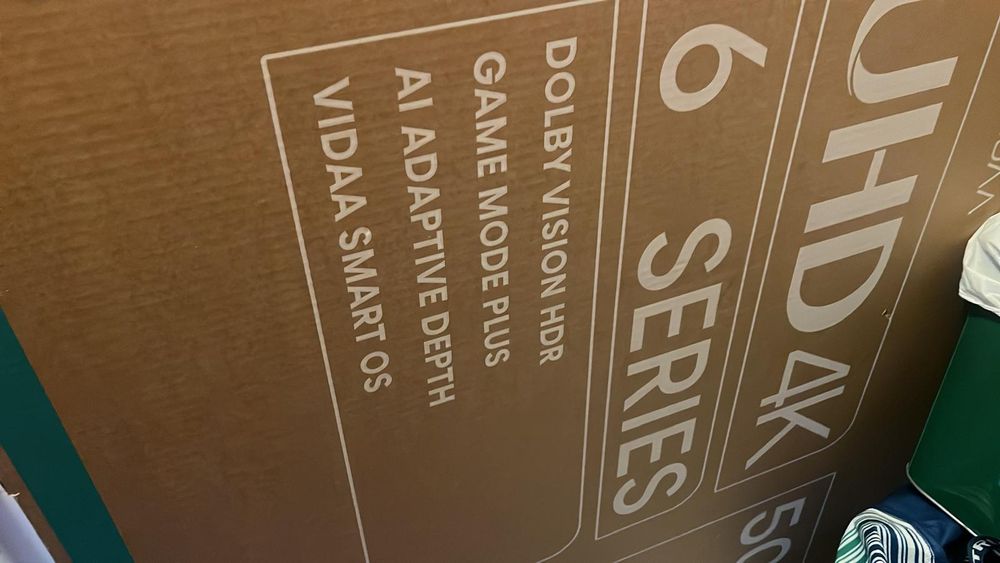 UHD 4K
6 SERIES
DOLBY VISION HDR
GAME MODE PLUS
AI ADAPTIVE DEPTH
VIDAA SMART OS